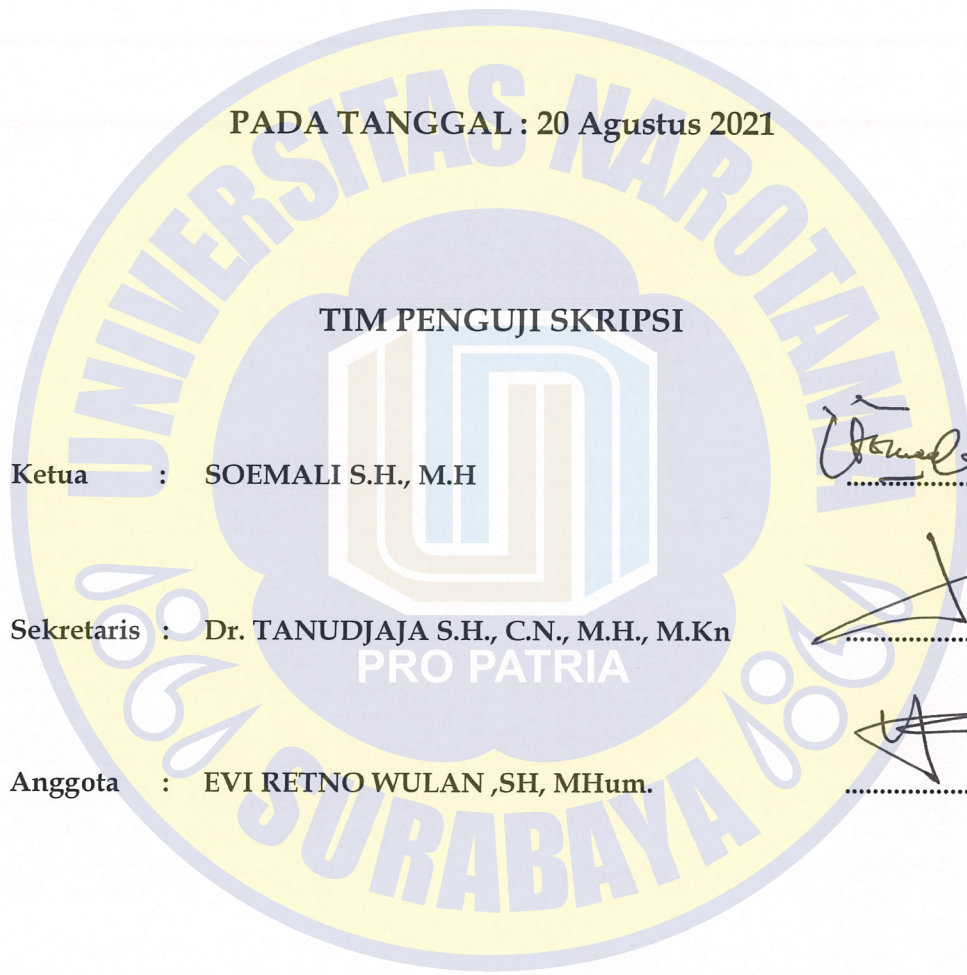 PADA TANGGAL : 20 Agustus 2021
TIM PENGUJI SKRIPSI
Ketua : SOEMALI S.H., M.H
Sekretaris : Dr. TANUDJAJA S.H., C.N., M.H., M.Kn
Anggota : EVI RETNO WULAN ,SH, MHum.
UNIVERSITAS NAROTAMA
PRO PATRIA
SURABAYA